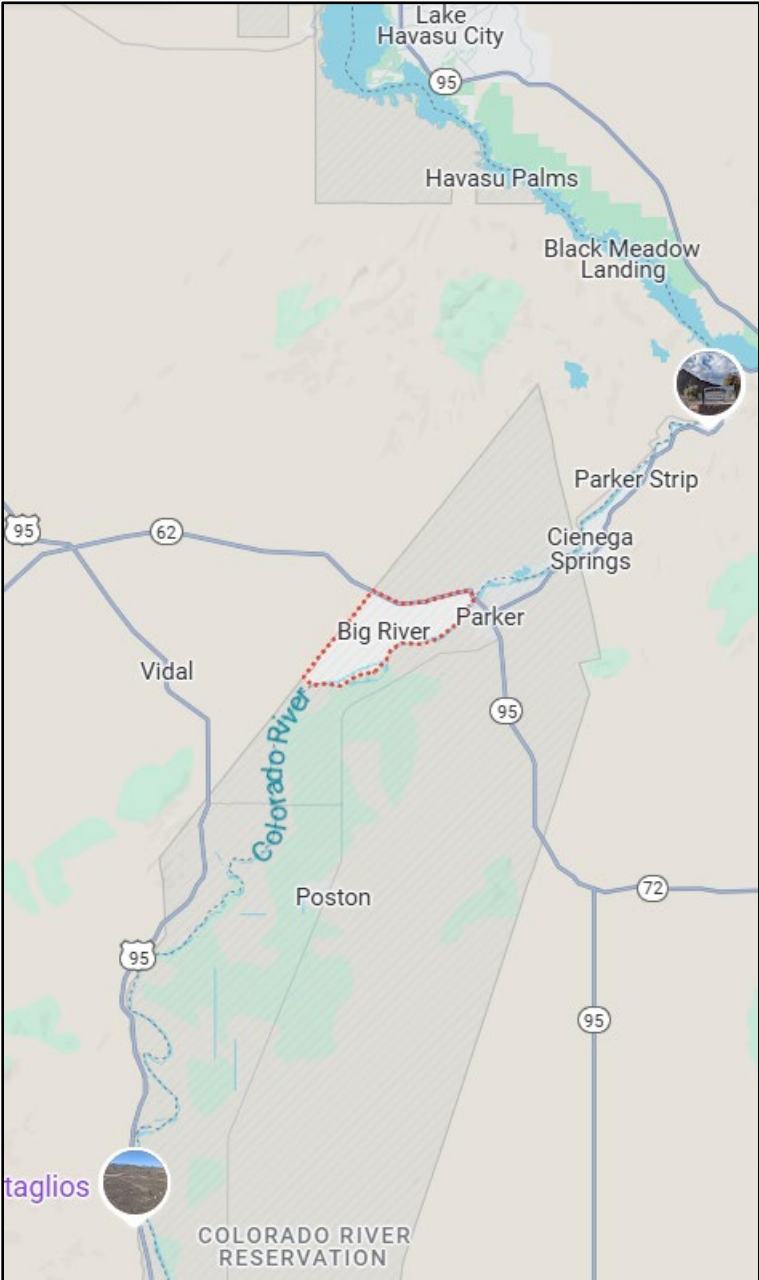 Lake
Havasu City
95
Havasu Palms
Black Meadow
Landing
Parker Strip
95
62
Cienega
Springs
Big River
Parker
Vidal
95
Colorado River
72
Poston
95
95
taglios
COLORADO RIVER
RESERVATION